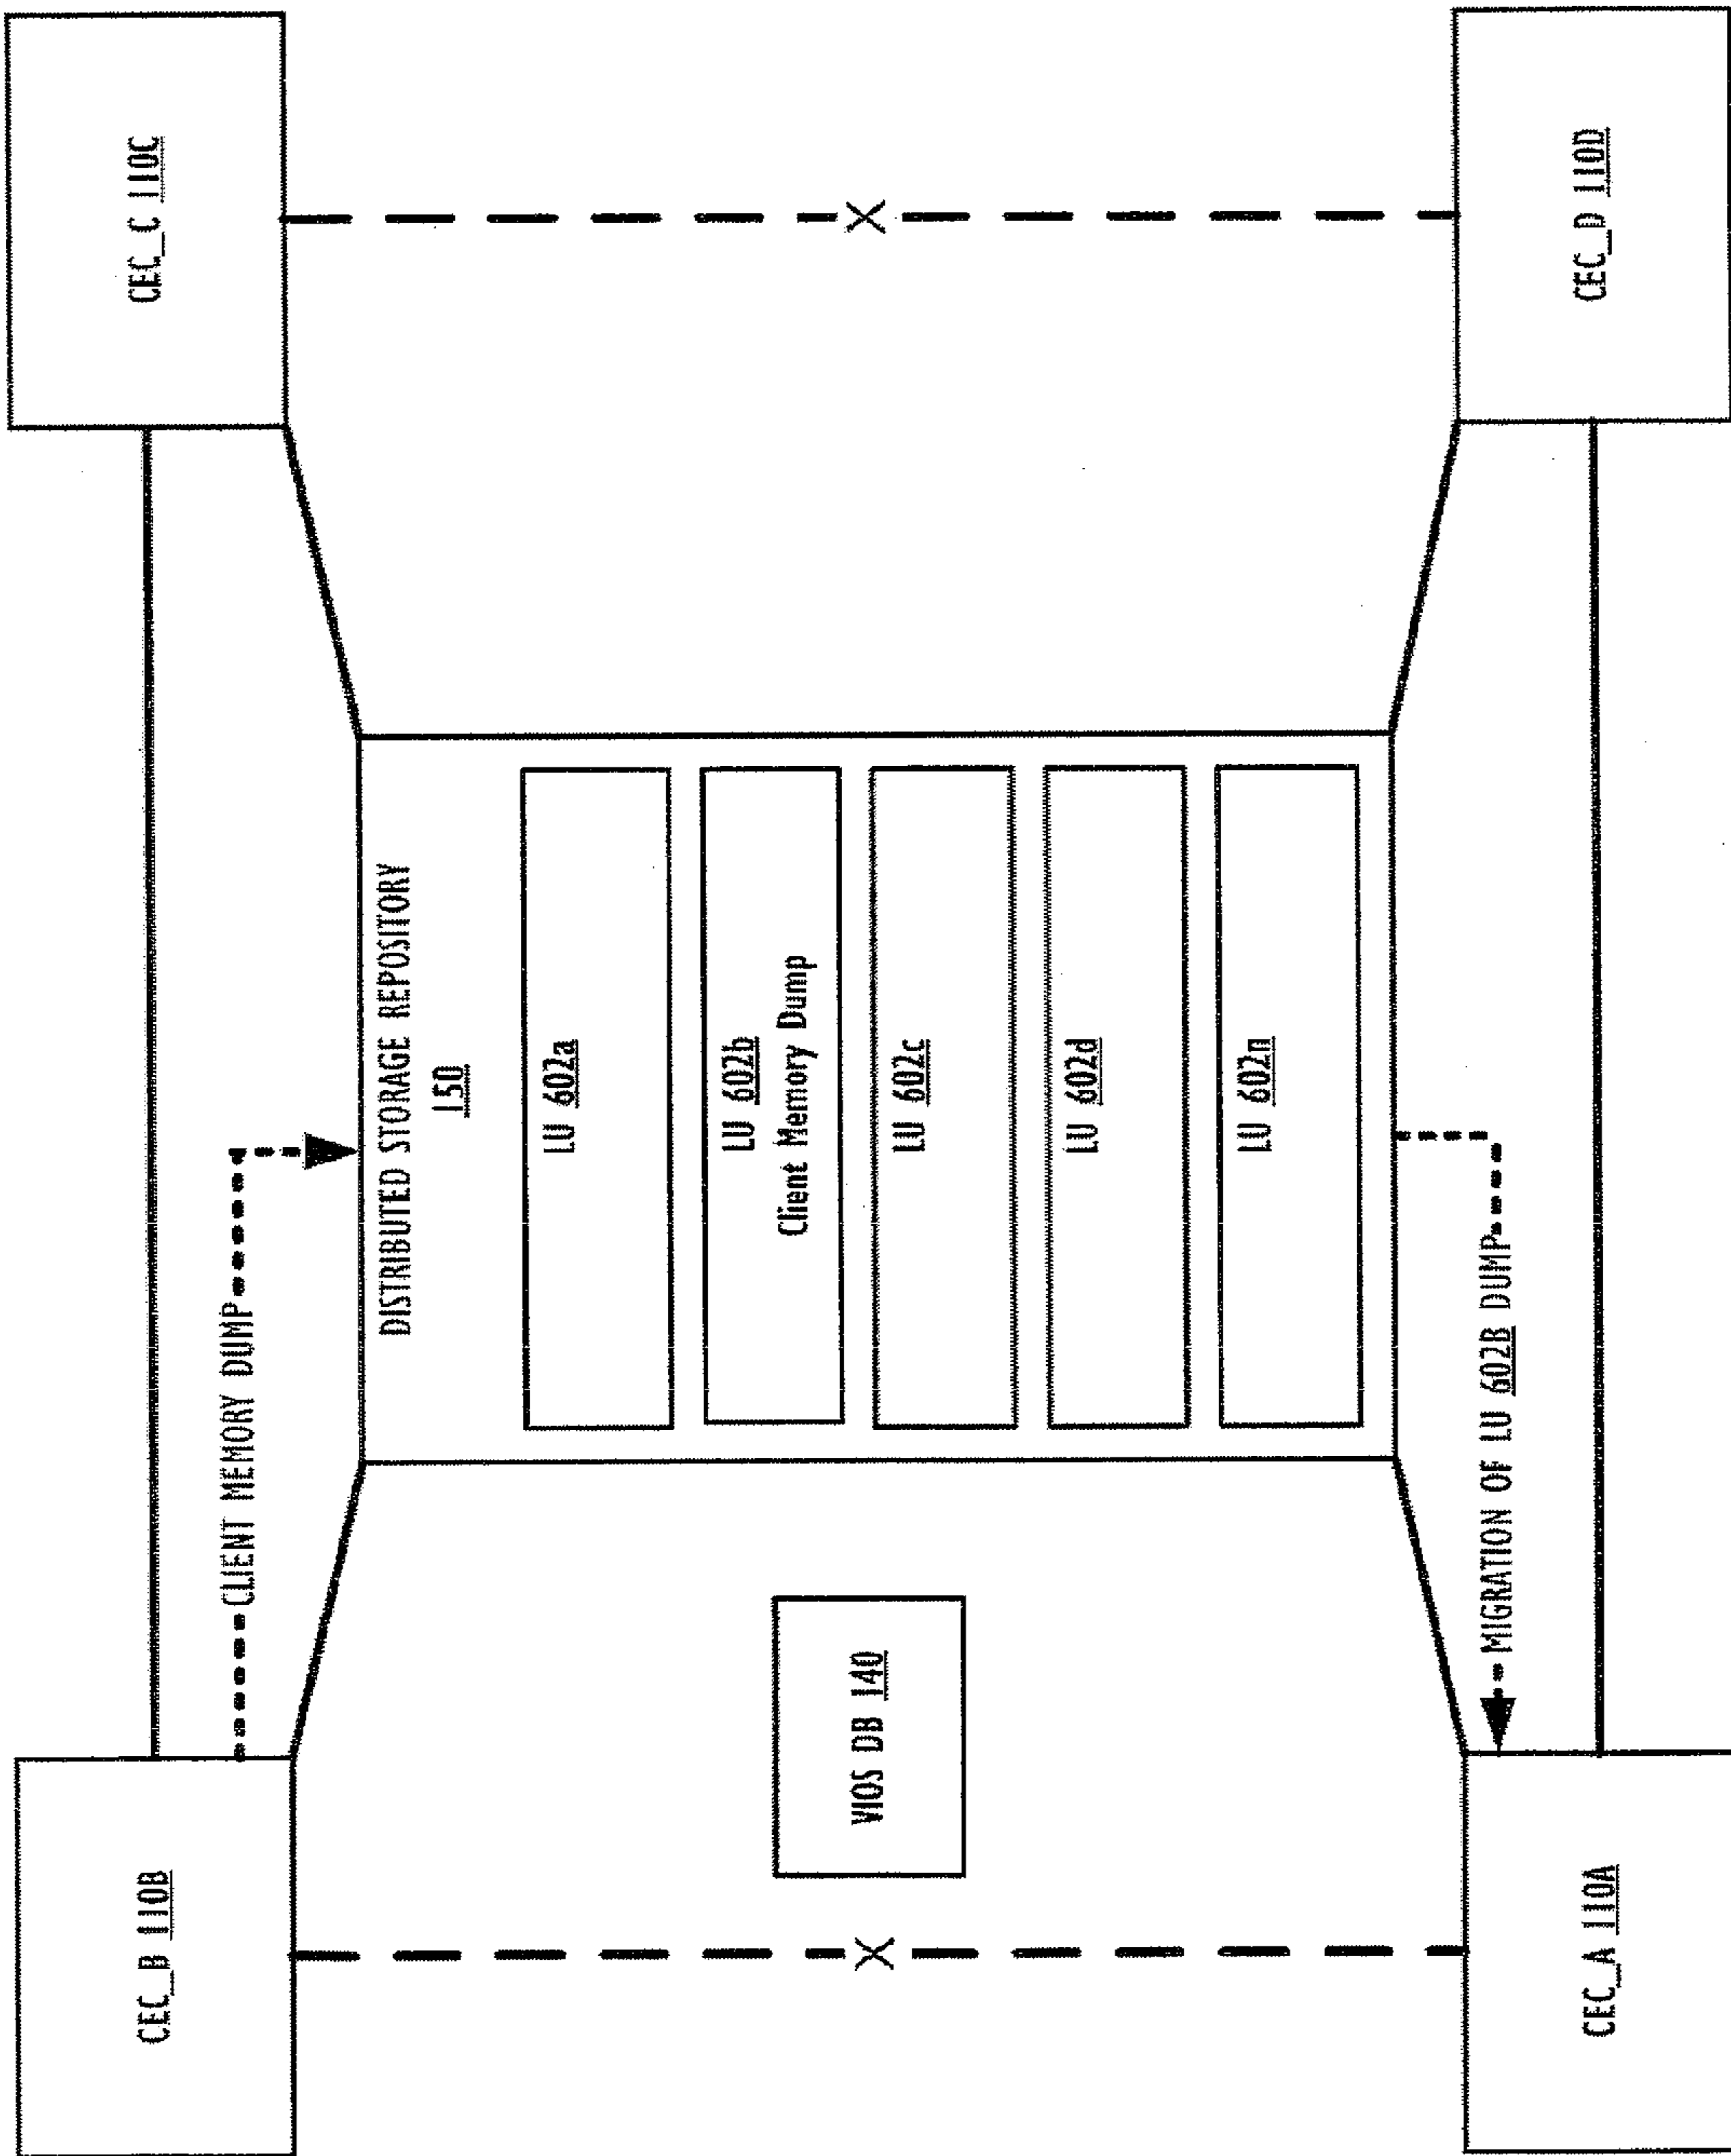 CEC_B 110B
CEC_C 110C
CLIENT MEMORY DUMP
DISTRIBUTED STORAGE REPOSITORY
150
LU 602a
LU 602b
Client Memory Dump
LU 602c
LU 602d
LU 602n
VIOS DB 140
X
X
MIGRATION OF LU 602B DUMP
CEC_A 110A
CEC_D 110D